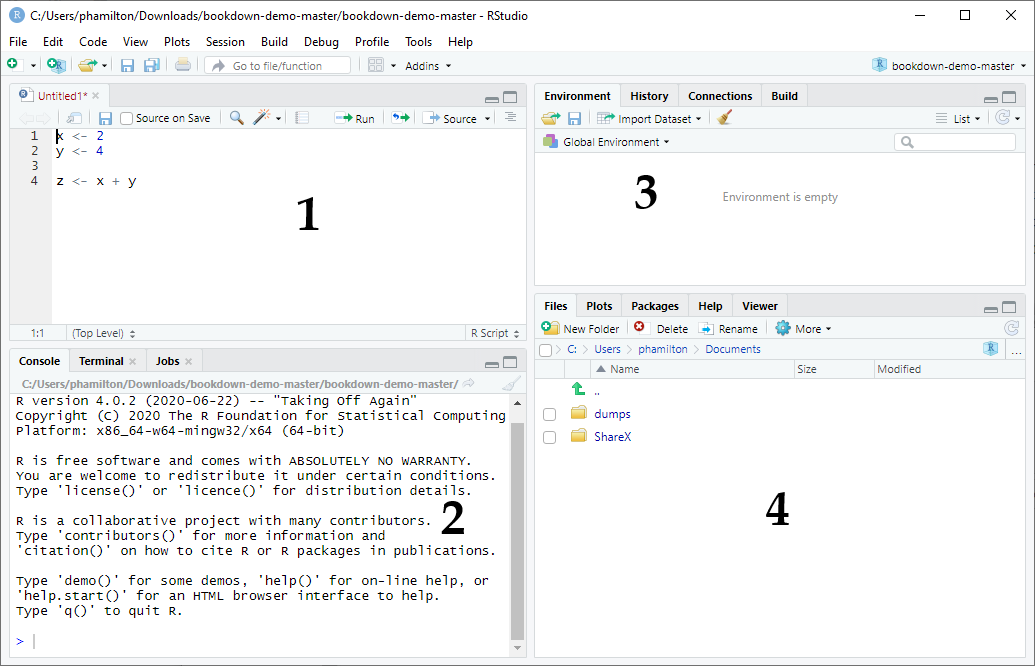 C:/Users/phamilton/Downloads/bookdown-demo-master/bookdown-demo-master - RStudio
File Edit Code View Plots Session Build Debug Profile Tools Help
Go to file/function Addins bookdown-demo-master
Untitled1*
Source on Save Run Source
1 x <- 2
2 y <- 4
3
4 z <- x + y
1
1:1 (Top Level) R Script
Console Terminal Jobs
C:/Users/phamilton/Downloads/bookdown-demo-master/bookdown-demo-master/
R version 4.0.2 (2020-06-22) -- "Taking Off Again"
Copyright (C) 2020 The R Foundation for Statistical Computing
Platform: x86_64-w64-mingw32/x64 (64-bit)
R is free software and comes with ABSOLUTELY NO WARRANTY.
You are welcome to redistribute it under certain conditions.
Type 'license()' or 'licence()' for distribution details.
R is a collaborative project with many contributors.
Type 'contributors()' for more information and
'citation()' on how to cite R or R packages in publications.
2
Type 'demo()' for some demos, 'help()' for on-line help, or
'help.start()' for an HTML browser interface to help.
Type 'q()' to quit R.
>
Environment History Connections Build
Import Dataset List
Global Environment
3
Environment is empty
Files Plots Packages Help Viewer
New Folder Delete Rename More
C: Users phamilton Documents ...
Name Size Modified
..
dumps
ShareX
4